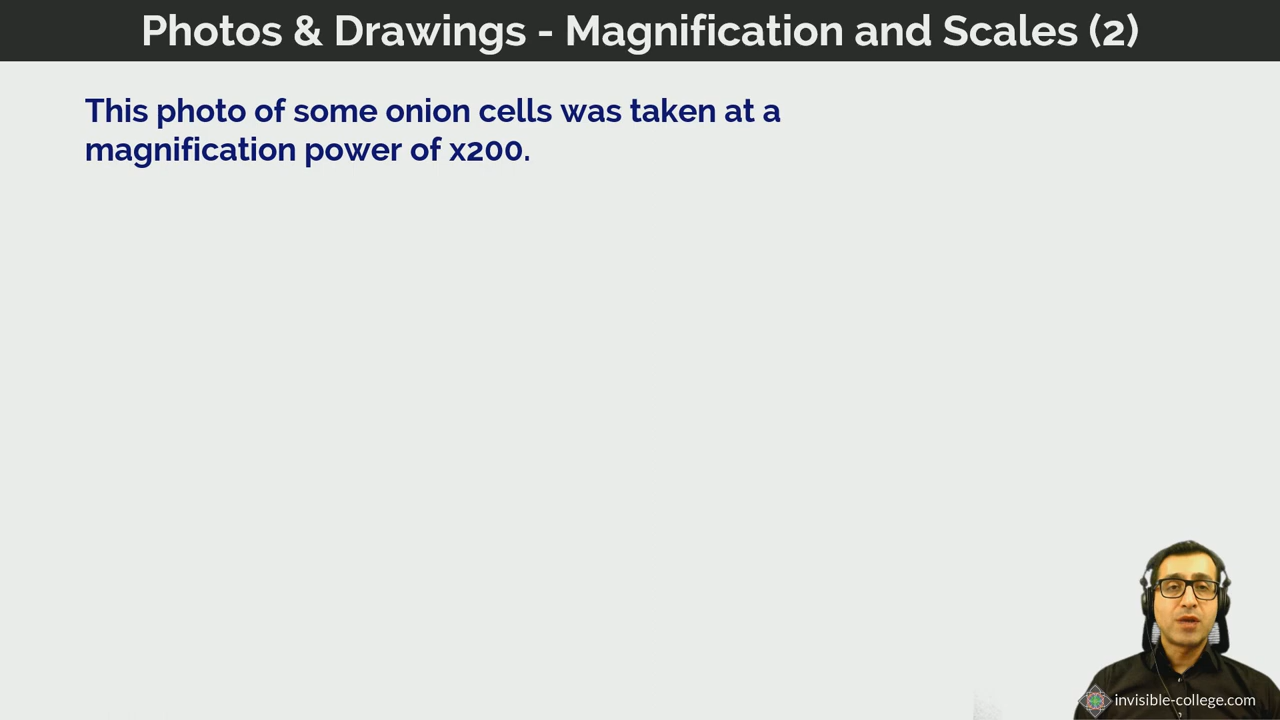 Photos & Drawings - Magnification and Scales (2)
This photo of some onion cells was taken at a
magnification power of x200.
invisible-college.com